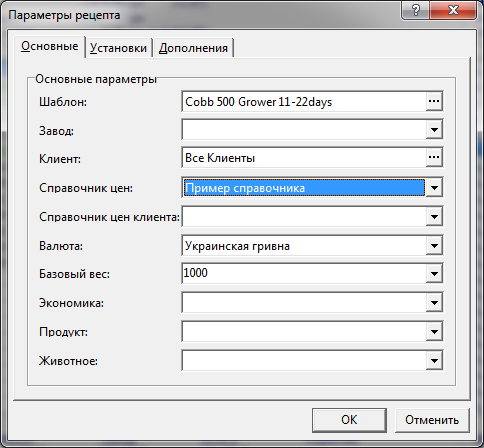 Параметры рецепта
Основные Установки Дополнения
Основные параметры
Шаблон: Cobb 500 Grower 11-22days ...
Завод:
Клиент: Все Клиенты ...
Справочник цен: Пример справочника
Справочник цен клиента:
Валюта: Украинская гривна
Базовый вес: 1000
Экономика:
Продукт:
Животное:
OK Отменить